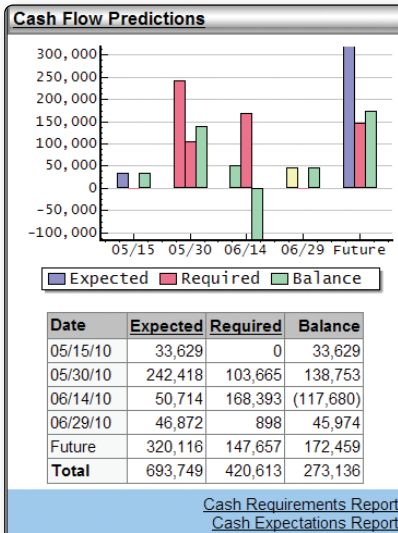 Cash Flow Predictions
300,000
250,000
200,000
150,000
100,000
50,000
0
-50,000
-100,000
05/15 05/30 06/14 06/29 Future
Expected Required Balance
Date Expected Required Balance
05/15/10 33,629 0 33,629
05/30/10 242,418 103,665 138,753
06/14/10 50,714 168,393 (117,680)
06/29/10 46,872 898 45,974
Future 320,116 147,657 172,459
Total 693,749 420,613 273,136
Cash Requirements Report
Cash Expectations Report